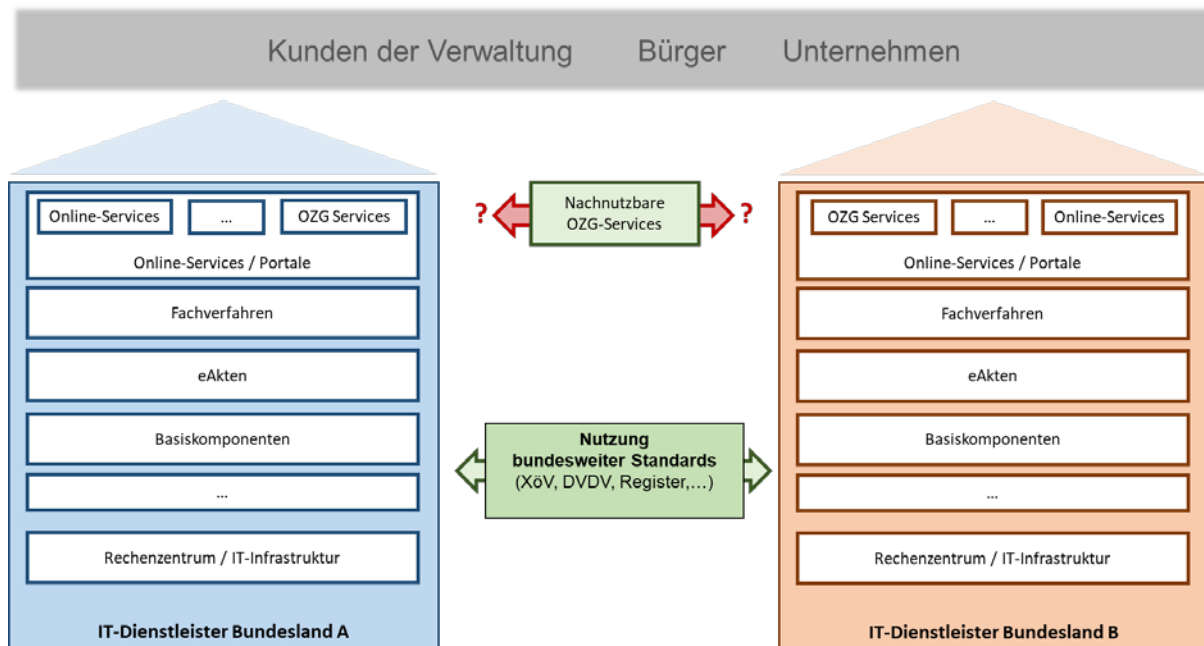 Kunden der Verwaltung Bürger Unternehmen
Online-Services
...
OZG Services
Online-Services / Portale
Fachverfahren
eAkten
Basiskomponenten
...
Rechenzentrum / IT-Infrastruktur
IT-Dienstleister Bundesland A
?
Nachnutzbare
OZG-Services
?
Nutzung
bundesweiter Standards
(XöV, DVDV, Register,...)
OZG Services
...
Online-Services
Online-Services / Portale
Fachverfahren
eAkten
Basiskomponenten
...
Rechenzentrum / IT-Infrastruktur
IT-Dienstleister Bundesland B